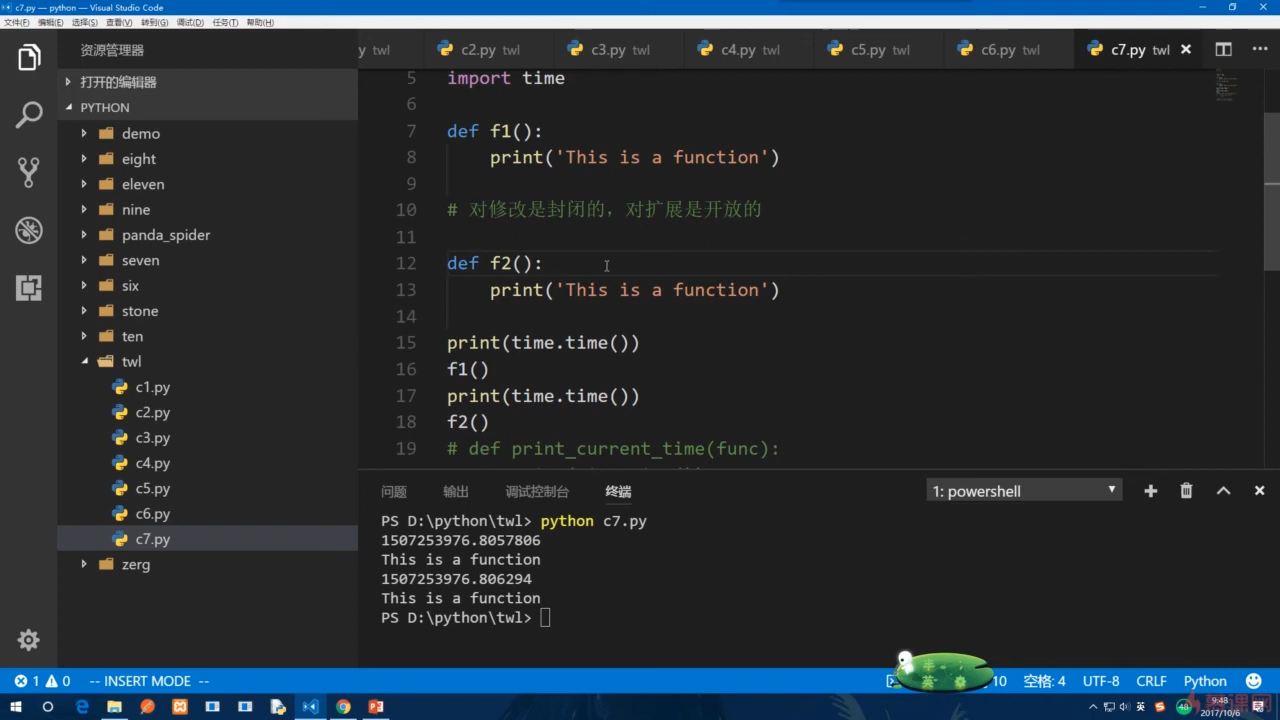 c7.py — python — Visual Studio Code
文件(F) 编辑(E) 选择(S) 查看(V) 转到(G) 调试(D) 任务(T) 帮助(H)
资源管理器
打开的编辑器
PYTHON
demo
eight
eleven
nine
panda_spider
seven
six
stone
ten
twl
c1.py
c2.py
c3.py
c4.py
c5.py
c6.py
c7.py
zerg
y twl
c2.py twl
c3.py twl
c4.py twl
c5.py twl
c6.py twl
c7.py twl
5 import time
6
7 def f1():
8 print('This is a function')
9
10 # 对修改是封闭的，对扩展是开放的
11
12 def f2():
13 print('This is a function')
14
15 print(time.time())
16 f1()
17 print(time.time())
18 f2()
19 # def print_current_time(func):
问题 输出 调试控制台 终端
1: powershell
PS D:\python\twl> python c7.py
1507253976.8057806
This is a function
1507253976.806294
This is a function
PS D:\python\twl>
1 0 -- INSERT MODE --
10 空格: 4 UTF-8 CRLF Python
英
英
48
9:48
2017/10/6
慕课网